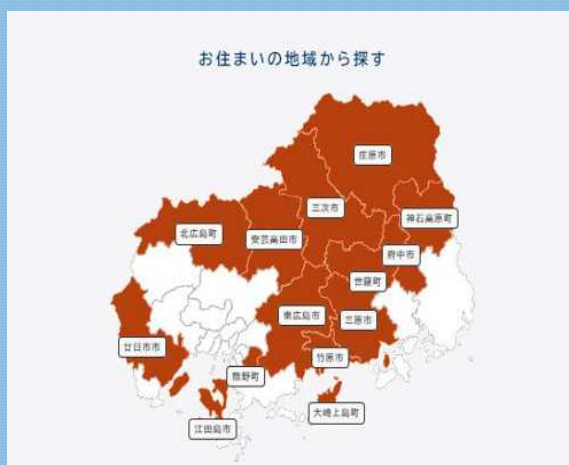 お住まいの地域から探す
庄原市
三次市
神石高原町
北広島町
安芸高田市
府中市
世羅町
東広島市
三原市
廿日市市
竹原市
熊野町
大崎上島町
江田島市